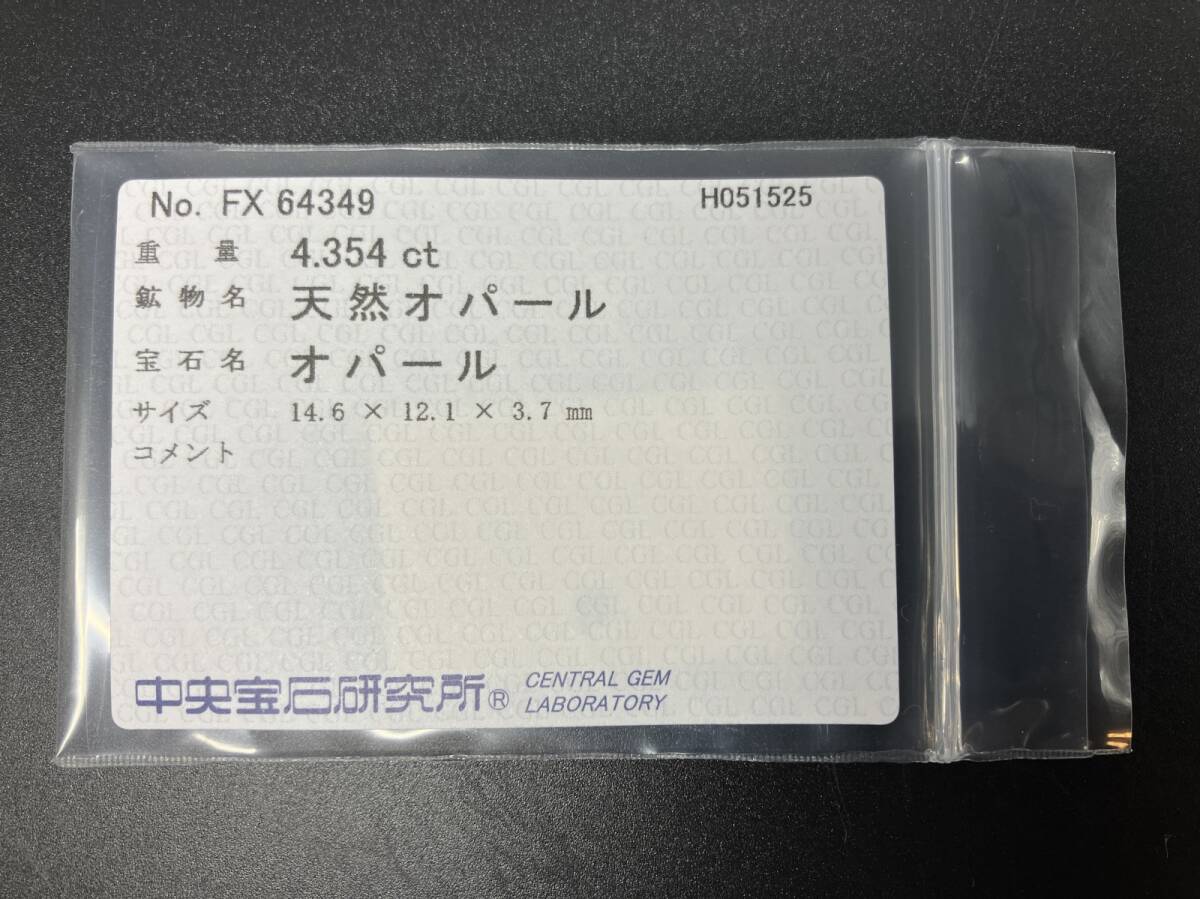 No. FX 64349 H051525
重量 4.354 ct
鉱物名 天然オパール
宝石名 オパール
サイズ 14.6 × 12.1 × 3.7 mm
コメント
中央宝石研究所® CENTRAL GEM LABORATORY